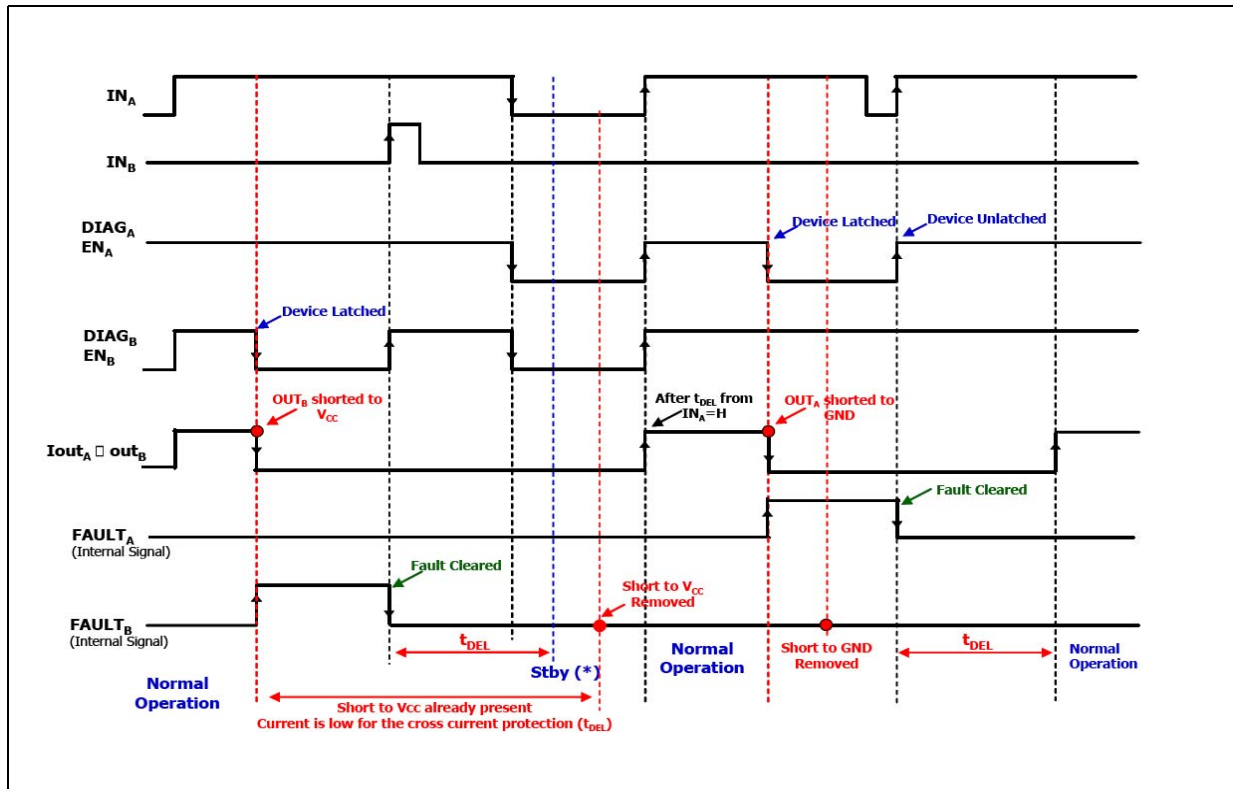 INA
INB
DIAGA
ENA
Device Latched
Device Unlatched
DIAGB
ENB
Device Latched
OUTB shorted to
VCC
After tDEL from
INA=H
OUTA shorted to
GND
IoutA □ outB
Fault Cleared
FAULTA
(Internal Signal)
Fault Cleared
Short to VCC
Removed
FAULTB
(Internal Signal)
tDEL
Stby (*)
Normal
Operation
Short to GND
Removed
tDEL
Normal
Operation
Normal
Operation
Short to Vcc already present
Current is low for the cross current protection (tDEL)